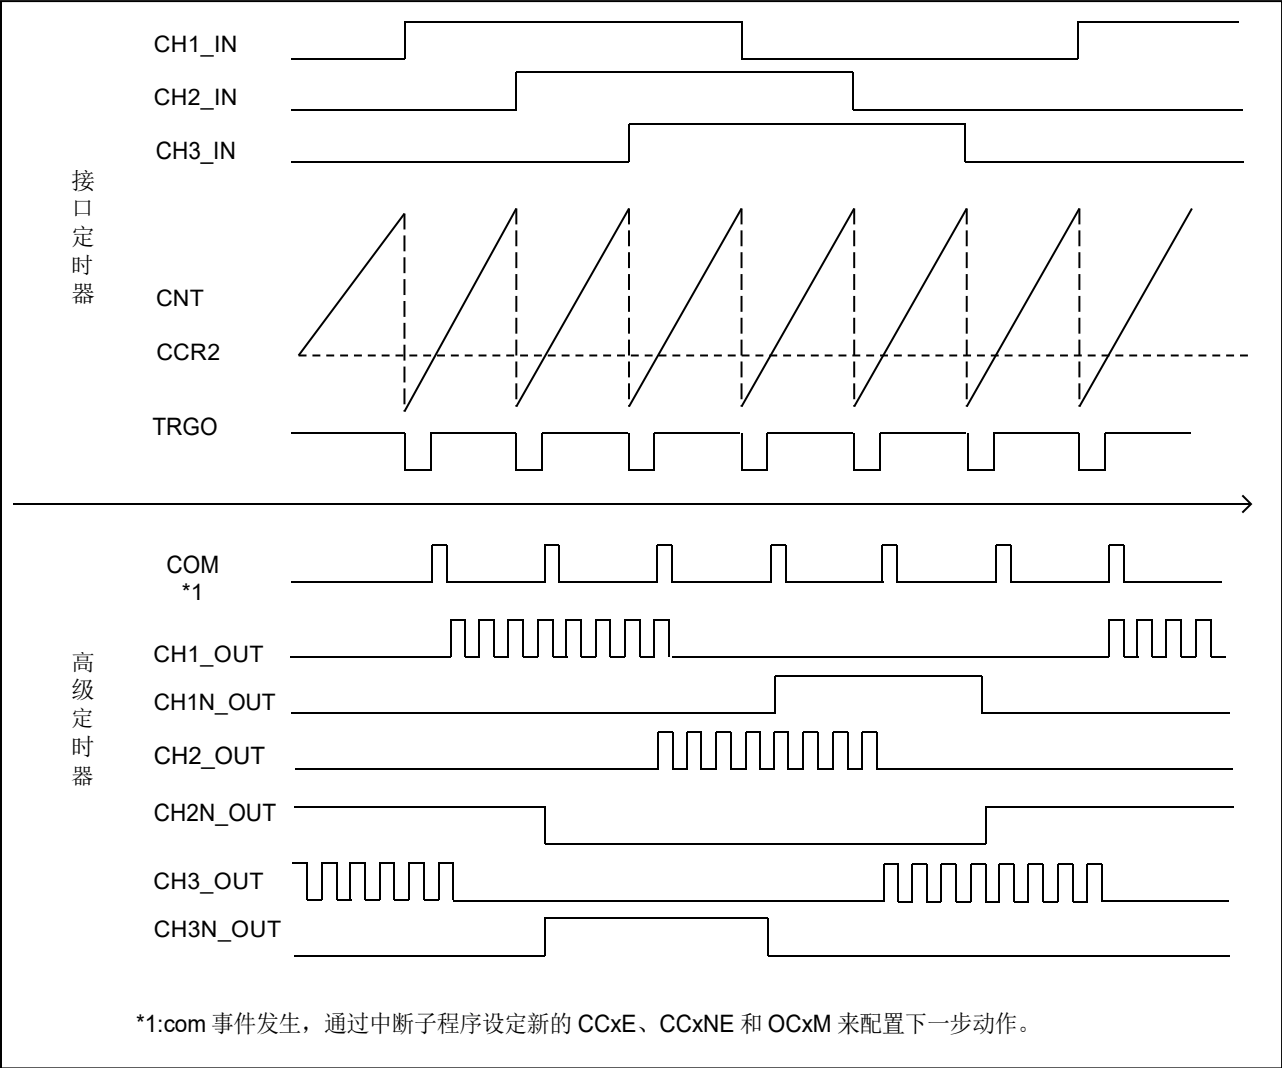 CH1_IN
CH2_IN
CH3_IN
接口定时器
CNT
CCR2
TRGO
COM
*1
CH1_OUT
高级定时器
CH1N_OUT
CH2_OUT
CH2N_OUT
CH3_OUT
CH3N_OUT
*1:com 事件发生，通过中断子程序设定新的 CCxE、CCxNE 和 OCxM 来配置下一步动作。